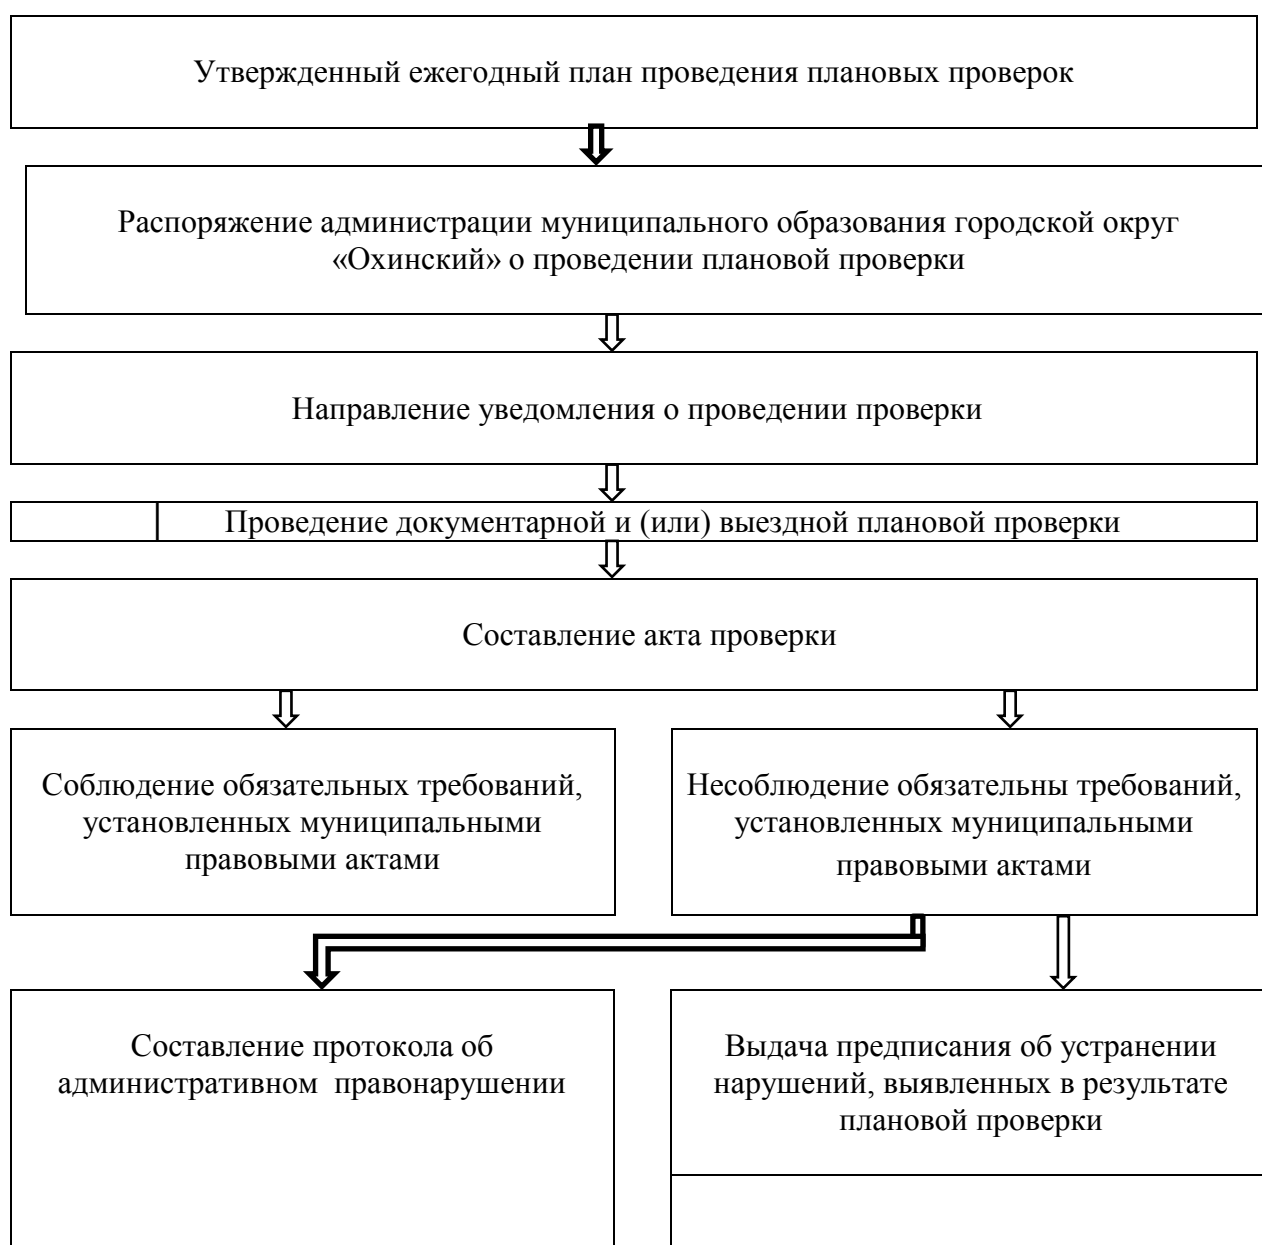 Утвержденный ежегодный план проведения плановых проверок
Распоряжение администрации муниципального образования городской округ
«Охинский» о проведении плановой проверки
Направление уведомления о проведении проверки
Проведение документарной и (или) выездной плановой проверки
Составление акта проверки
Соблюдение обязательных требований,
установленных муниципальными
правовыми актами
Несоблюдение обязательны требований,
установленных муниципальными
правовыми актами
Составление протокола об
административном  правонарушении
Выдача предписания об устранении
нарушений, выявленных в результате
плановой проверки